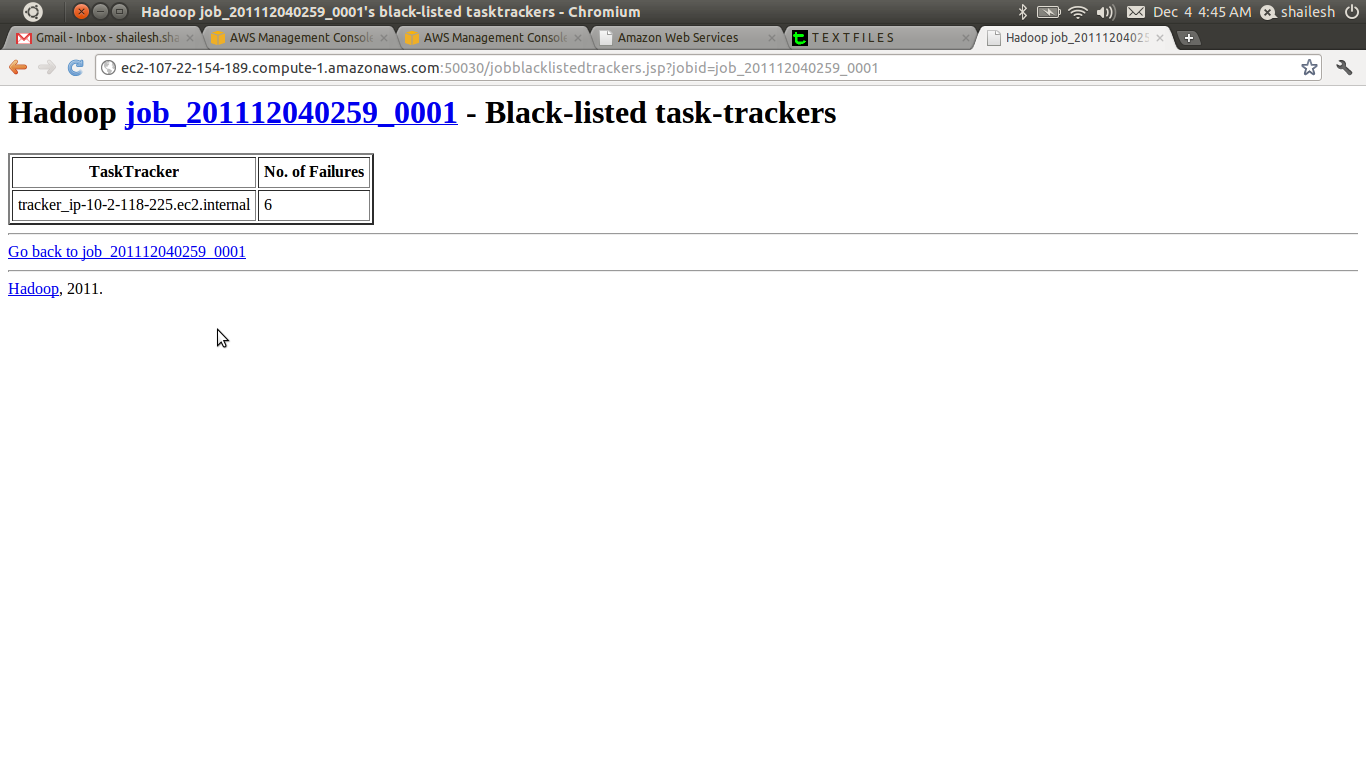 Hadoop job_201112040259_0001's black-listed tasktrackers - Chromium
Dec 4 4:45 AM shailesh
Gmail - Inbox - shailesh.sha
AWS Management Console
AWS Management Console
Amazon Web Services
T E X T F I L E S
Hadoop job_20111204025
ec2-107-22-154-189.compute-1.amazonaws.com:50030/jobblacklistedtrackers.jsp?jobid=job_201112040259_0001
Hadoop job_201112040259_0001 - Black-listed task-trackers
TaskTracker No. of Failures
tracker_ip-10-2-118-225.ec2.internal 6
Go back to job_201112040259_0001
Hadoop, 2011.